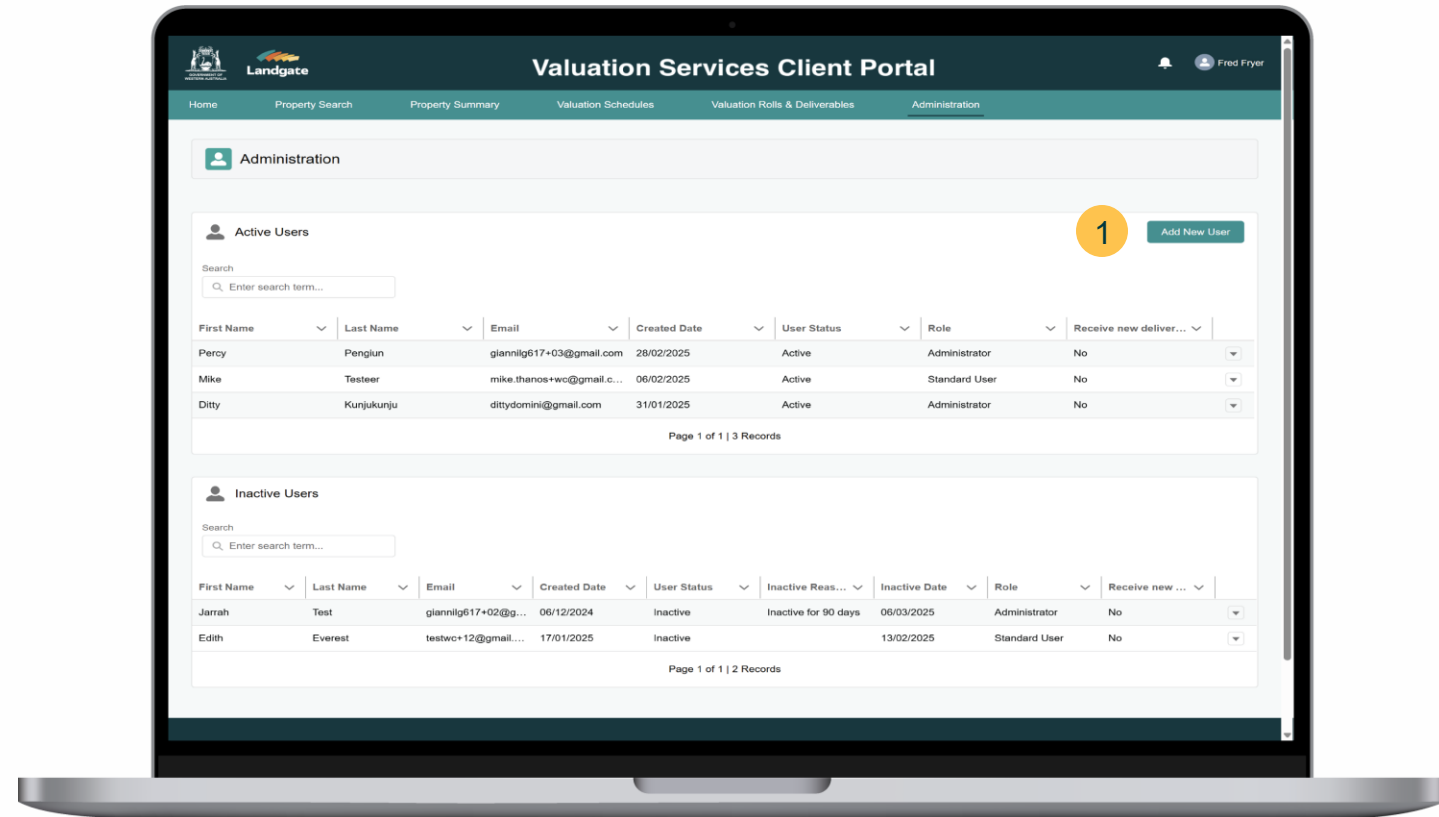 GOVERNMENT OF
WESTERN AUSTRALIA
Landgate
Valuation Services Client Portal
Fred Fryer
Home Property Search Property Summary Valuation Schedules Valuation Rolls & Deliverables Administration
Administration
Active Users
1
Add New User
Search
Enter search term...
First Name Last Name Email Created Date User Status Role Receive new deliver...
Percy Pengiun giannilg617+03@gmail.com 28/02/2025 Active Administrator No
Mike Testeer mike.thanos+wc@gmail.c... 06/02/2025 Active Standard User No
Ditty Kunjukunju dittydomini@gmail.com 31/01/2025 Active Administrator No
Page 1 of 1 | 3 Records
Inactive Users
Search
Enter search term...
First Name Last Name Email Created Date User Status Inactive Reas... Inactive Date Role Receive new ...
Jarrah Test giannilg617+02@g... 06/12/2024 Inactive Inactive for 90 days 06/03/2025 Administrator No
Edith Everest testwc+12@gmail.... 17/01/2025 Inactive 13/02/2025 Standard User No
Page 1 of 1 | 2 Records